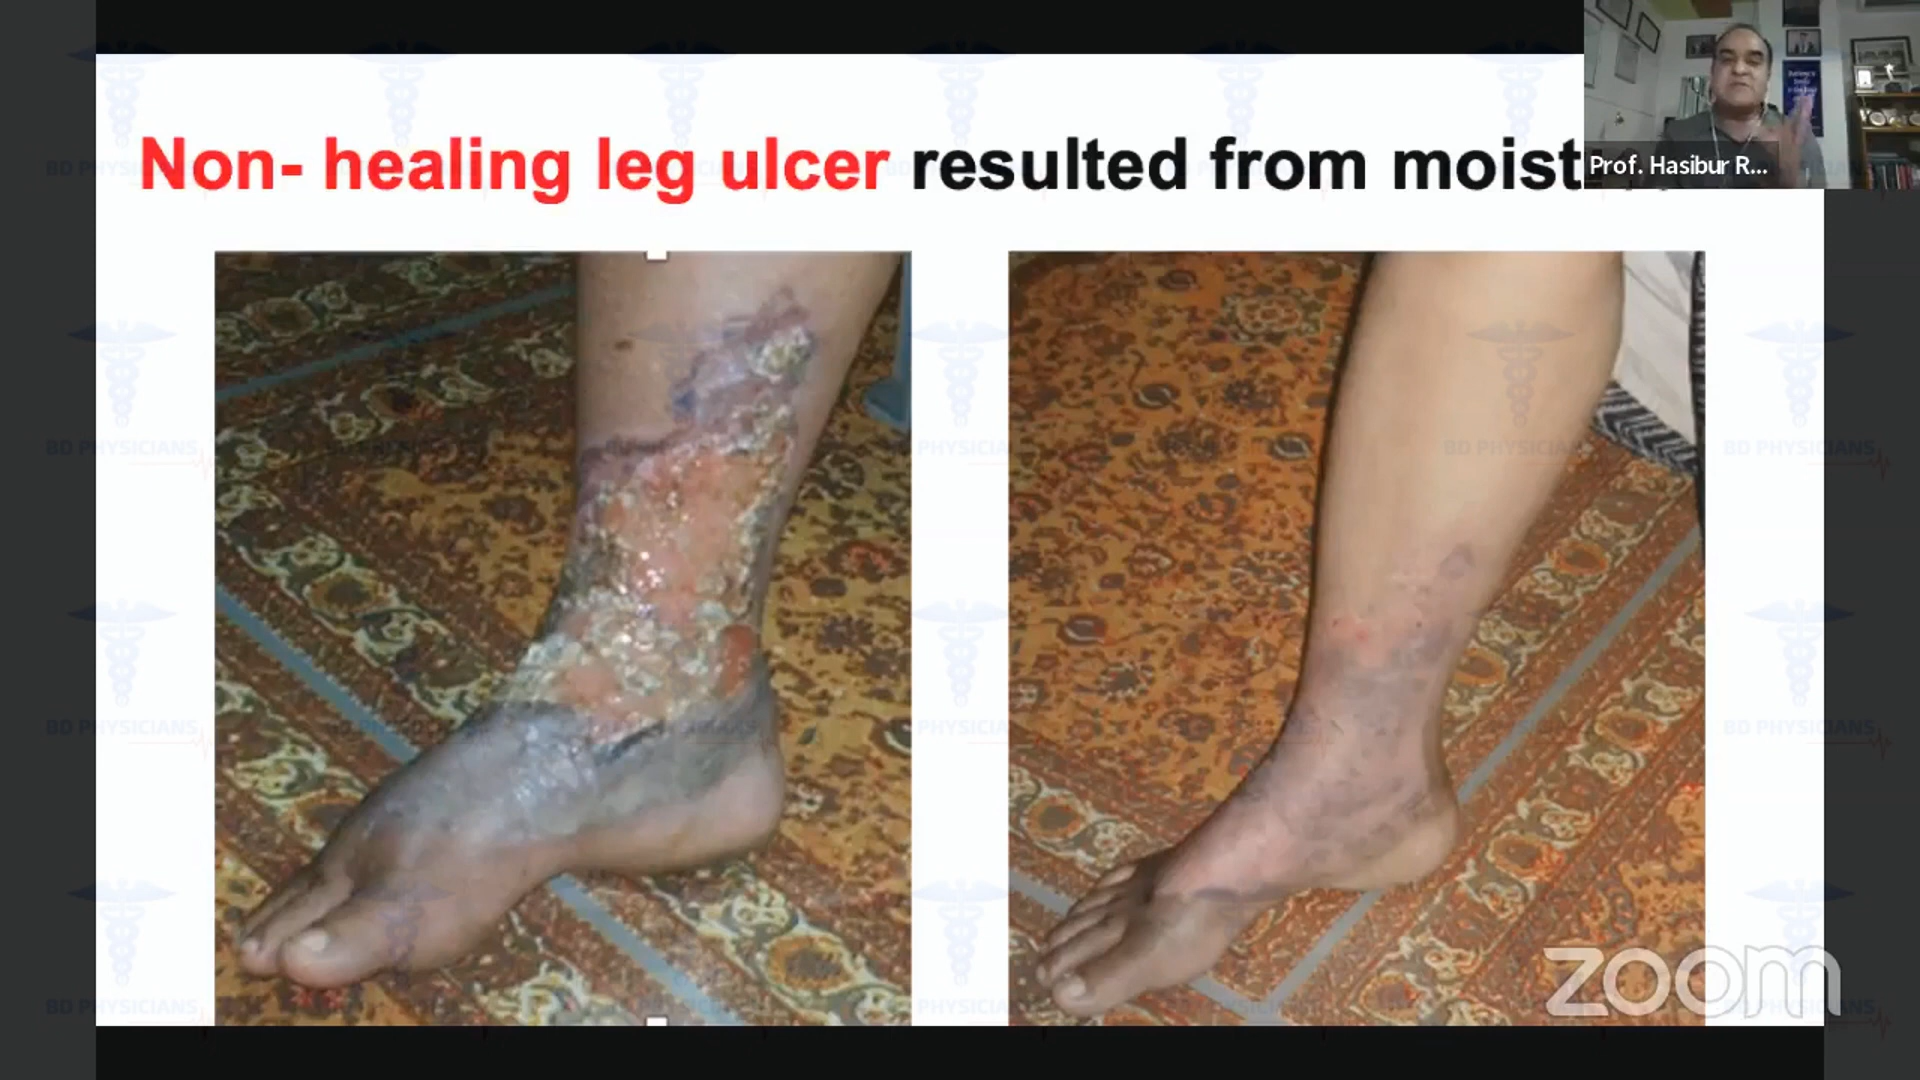 Non- healing leg ulcer resulted from moist
Prof. Hasibur R...
BD PHYSICIANS
zoom